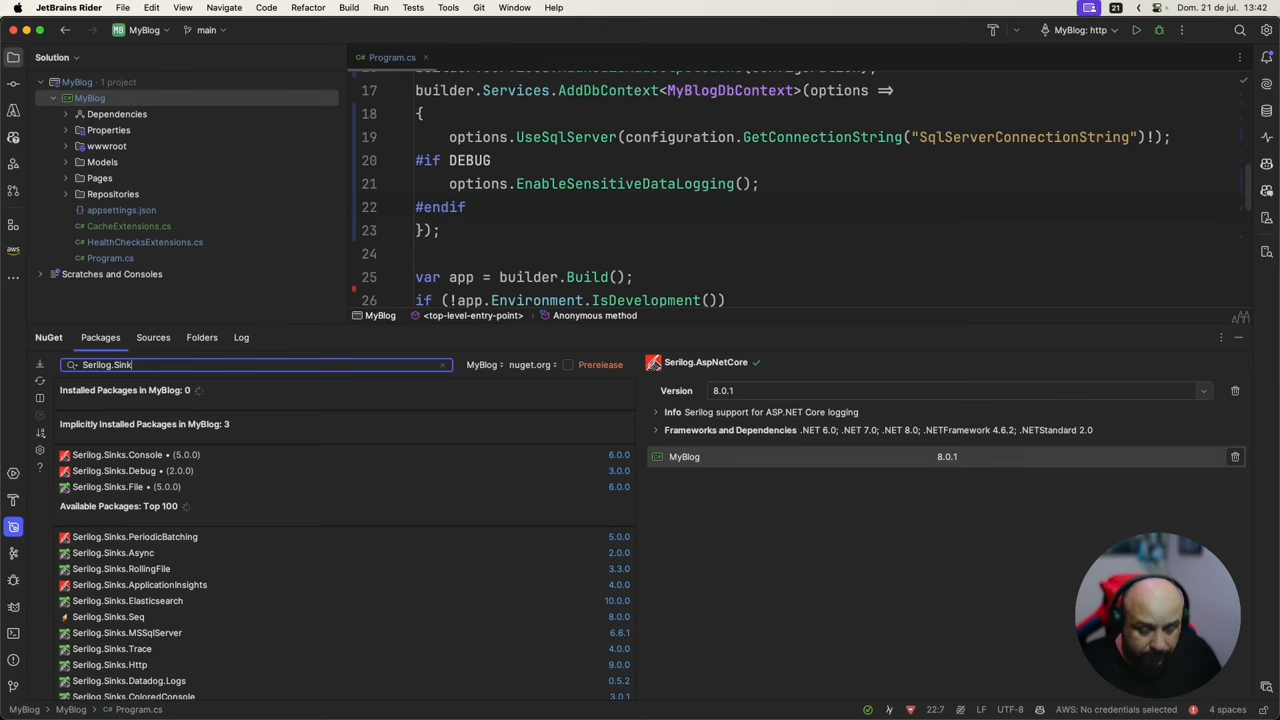 JetBrains Rider File Edit View Navigate Code Refactor Build Run Tests Tools Git Window Help 21 Dom. 21 de jul. 13:42
MB MyBlog main MyBlog: http
Solution
Program.cs
MyBlog · 1 project
MyBlog
Dependencies
Properties
wwwroot
Models
Pages
Repositories
appsettings.json
C# CacheExtensions.cs
C# HealthChecksExtensions.cs
C# Program.cs
Scratches and Consoles
aws
17 builder.Services.AddDbContext<MyBlogDbContext>(options =>
18 {
19 options.UseSqlServer(configuration.GetConnectionString("SqlServerConnectionString")!);
20 #if DEBUG
21 options.EnableSensitiveDataLogging();
22 #endif
23 });
24
25 var app = builder.Build();
26 if (!app.Environment.IsDevelopment())
MyBlog <top-level-entry-point> Anonymous method
NuGet Packages Sources Folders Log
Serilog.Sink
MyBlog nuget.org Prerelease
Installed Packages in MyBlog: 0
Implicitly Installed Packages in MyBlog: 3
Serilog.Sinks.Console • (5.0.0) 6.0.0
Serilog.Sinks.Debug • (2.0.0) 3.0.0
Serilog.Sinks.File • (5.0.0) 6.0.0
Available Packages: Top 100
Serilog.Sinks.PeriodicBatching 5.0.0
Serilog.Sinks.Async 2.0.0
Serilog.Sinks.RollingFile 3.3.0
Serilog.Sinks.ApplicationInsights 4.0.0
Serilog.Sinks.Elasticsearch 10.0.0
Serilog.Sinks.Seq 8.0.0
Serilog.Sinks.MSSqlServer 6.6.1
Serilog.Sinks.Trace 4.0.0
Serilog.Sinks.Http 9.0.0
Serilog.Sinks.Datadog.Logs 0.5.2
Serilog.Sinks.ColoredConsole 3.0.1
Serilog.AspNetCore
Version 8.0.1
Info Serilog support for ASP.NET Core logging
Frameworks and Dependencies .NET 6.0; .NET 7.0; .NET 8.0; .NETFramework 4.6.2; .NETStandard 2.0
C# MyBlog 8.0.1
MyBlog MyBlog C# Program.cs 22:7 LF UTF-8 AWS: No credentials selected 4 spaces